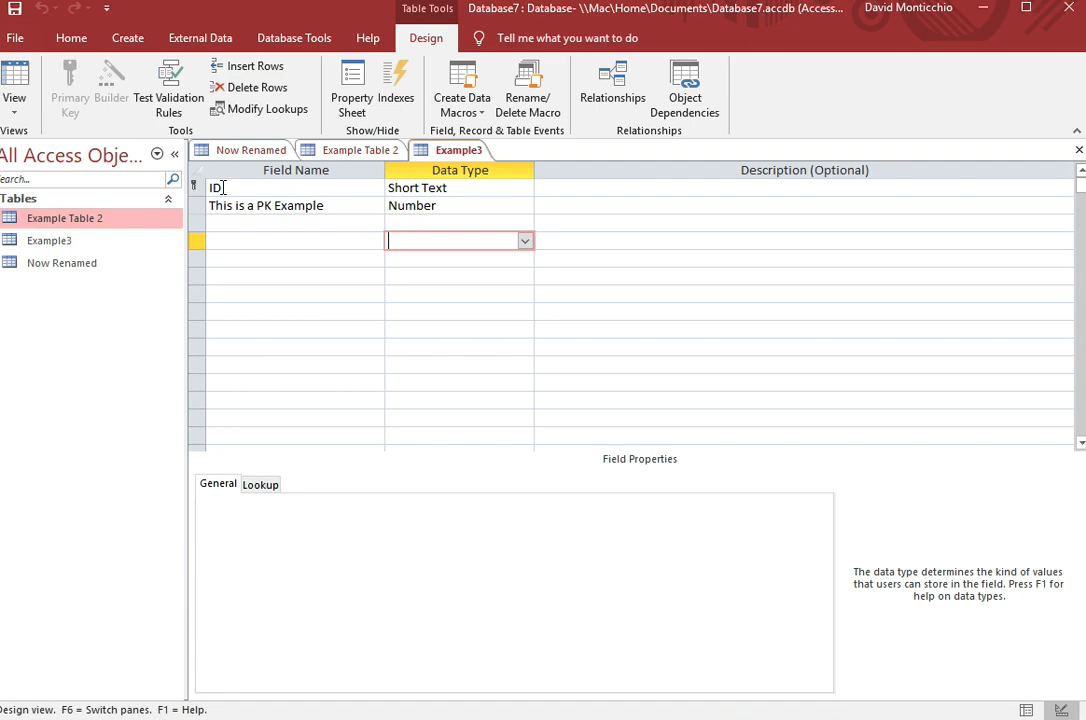 Table Tools
Database7 : Database- \\Mac\Home\Documents\Database7.accdb (Acces...
David Monticchio
File
Home
Create
External Data
Database Tools
Help
Design
Tell me what you want to do
View
Primary
Key
Builder
Test Validation
Rules
Insert Rows
Delete Rows
Modify Lookups
Property
Sheet
Indexes
Create Data
Macros
Rename/
Delete Macro
Relationships
Object
Dependencies
Views
Tools
Show/Hide
Field, Record & Table Events
Relationships
All Access Obje...
earch...
Tables
Example Table 2
Example3
Now Renamed
Now Renamed
Example Table 2
Example3
Field Name
Data Type
Description (Optional)
ID
Short Text
This is a PK Example
Number
Field Properties
General
Lookup
The data type determines the kind of values
that users can store in the field. Press F1 for
help on data types.
Design view. F6 = Switch panes. F1 = Help.